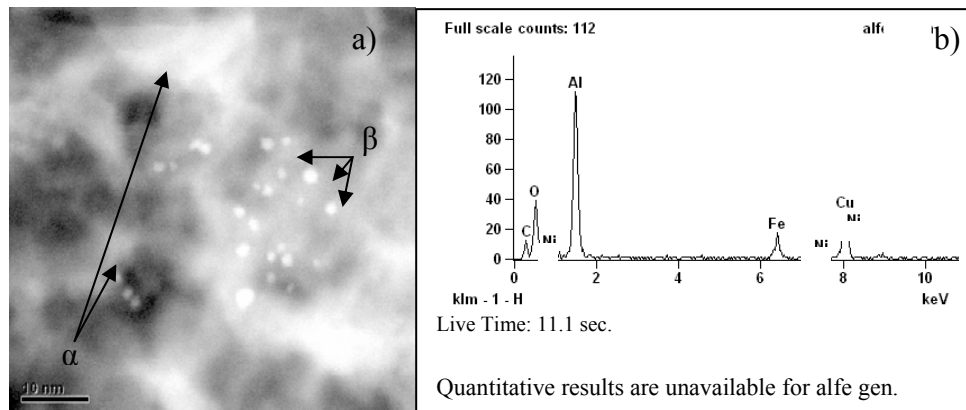 a)
β
α
10 nm
b)
Full scale counts: 112
alfe
120
100
80
60
40
20
0
C
O
Ni
Al
Fe
Ni
Cu
Ni
0
2
4
6
8
10
klm - 1 - H
keV
Live Time: 11.1 sec.
Quantitative results are unavailable for alfe gen.